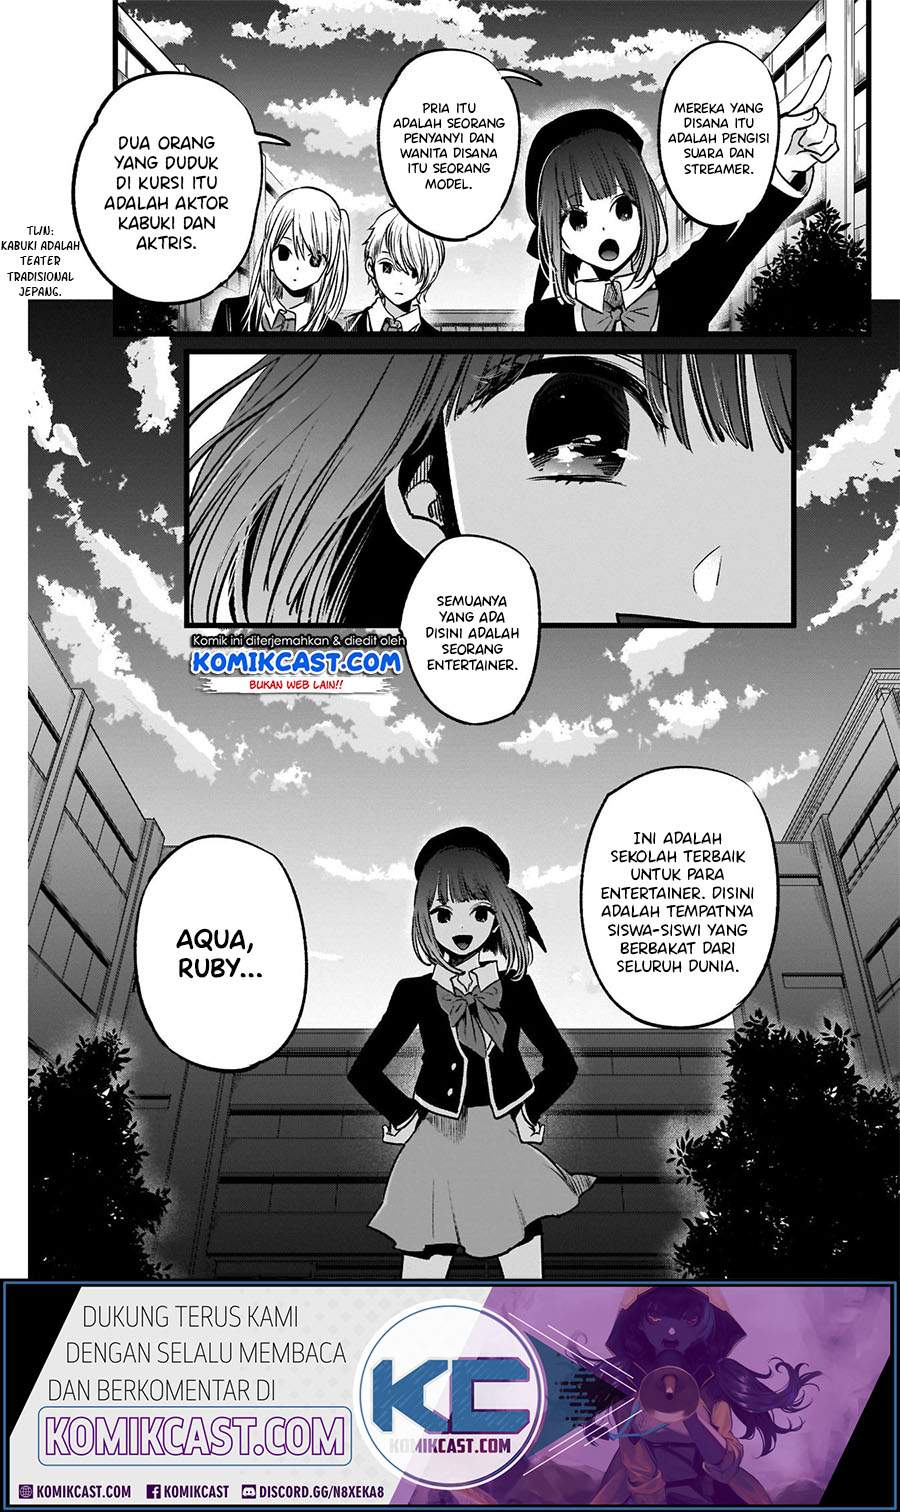 MEREKA YANG
DISANA ITU
ADALAH PENGISI
SUARA DAN
STREAMER.
PRIA ITU
ADALAH SEORANG
PENYANYI DAN
WANITA DISANA
ITU SEORANG
MODEL.
DUA ORANG
YANG DUDUK
DI KURSI ITU
ADALAH AKTOR
KABUKI DAN
AKTRIS.
TL/N:
KABUKI ADALAH
TEATER
TRADISIONAL
JEPANG.
SEMUANYA
YANG ADA
DISINI ADALAH
SEORANG
ENTERTAINER.
Komik ini diterjemahkan & diedit oleh
KOMIKCAST.COM
BUKAN WEB LAIN!!
INI ADALAH
SEKOLAH TERBAIK
UNTUK PARA
ENTERTAINER. DISINI
ADALAH TEMPATNYA
SISWA-SISWI YANG
BERBAKAT DARI
SELURUH DUNIA.
AQUA,
RUBY...
DUKUNG TERUS KAMI
DENGAN SELALU MEMBACA
DAN BERKOMENTAR DI
KOMIKCAST.COM
KC
KOMIKCAST.COM
KOMIKCAST.COM
KOMIKCAST
DISCORD.GG/N8XEKA8